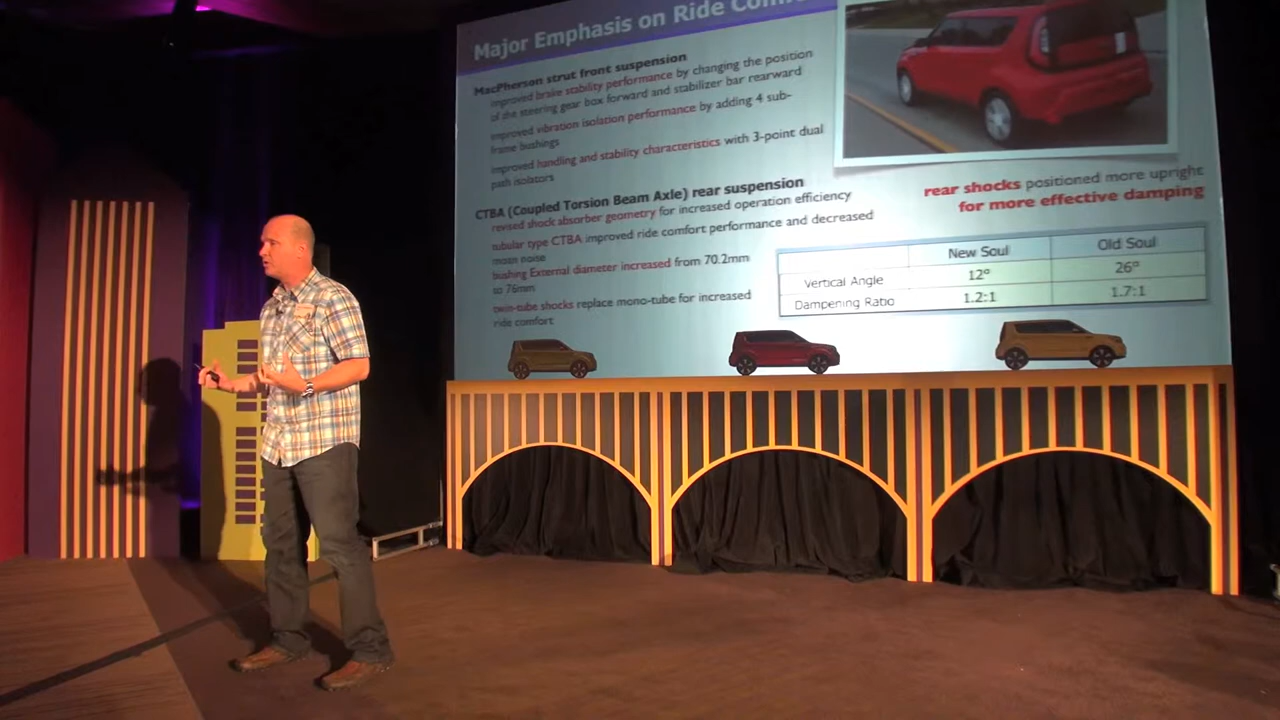 Major Emphasis on Ride
MacPherson strut front suspension
improved brake stability performance by changing the position
of the steering gear box forward and stabilizer bar rearward
improved vibration isolation performance by adding 4 sub-
frame bushings
improved handling and stability characteristics with 3-point dual
path isolators
CTBA (Coupled Torsion Beam Axle) rear suspension
revised shock absorber geometry for increased operation efficiency
tubular type CTBA improved ride comfort performance and decreased
moan noise
bushing External diameter increased from 70.2mm
to 76mm
twin-tube shocks replace mono-tube for increased
ride comfort
rear shocks positioned more upright
for more effective damping
New Soul Old Soul
Vertical Angle 12° 26°
Dampening Ratio 1.2:1 1.7:1